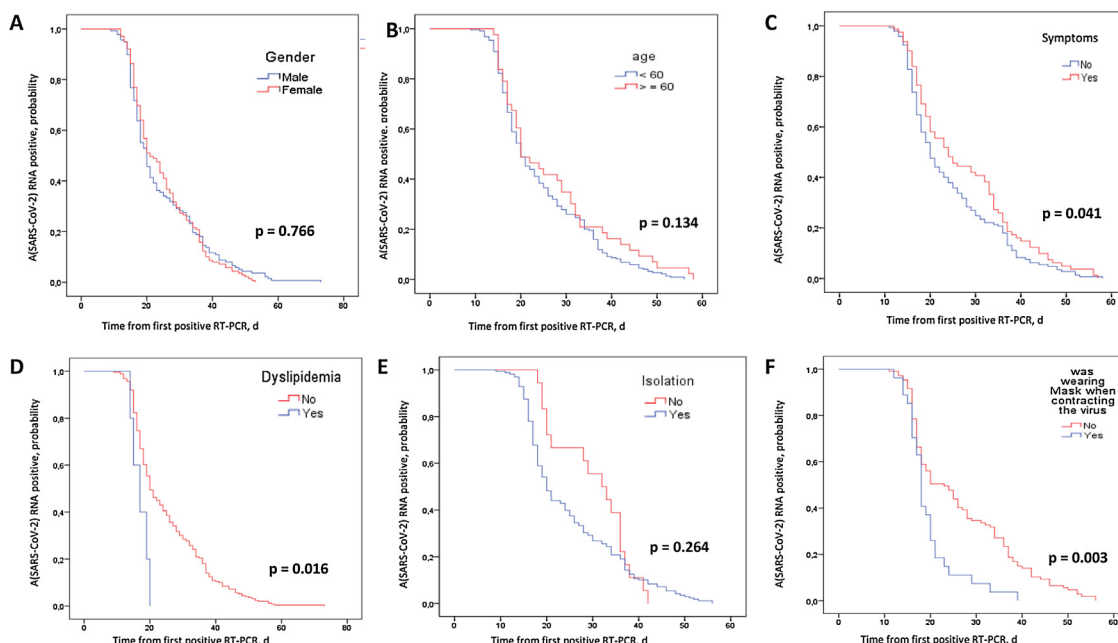 A
A(SARS-CoV-2) RNA positive, probability
1,0
0,8
0,6
0,4
0,2
0,0
Gender
Male
Female
p = 0.766
0 20 40 60 80
Time from first positive RT-PCR, d
B
A(SARS-CoV-2) RNA positive, probability
1,0
0,8
0,6
0,4
0,2
0,0
age
< 60
> = 60
p = 0.134
0 10 20 30 40 50 60
Time from first positive RT-PCR, d
C
A(SARS-CoV-2) RNA positive, probability
1,0
0,8
0,6
0,4
0,2
0,0
Symptoms
No
Yes
p = 0.041
0 10 20 30 40 50 60
Time from first positive RT-PCR, d
D
A(SARS-CoV-2) RNA positive, probability
1,0
0,8
0,6
0,4
0,2
0,0
Dyslipidemia
No
Yes
p = 0.016
0 20 40 60 80
Time from first positive RT-PCR, d
E
A(SARS-CoV-2) RNA positive, probability
1,0
0,8
0,6
0,4
0,2
0,0
Isolation
No
Yes
p = 0.264
0 10 20 30 40 50 60
Time from first positive RT-PCR, d
F
A(SARS-CoV-2) RNA positive, probability
1,0
0,8
0,6
0,4
0,2
0,0
was
wearing
Mask when
contracting
the virus
No
Yes
p = 0.003
0 10 20 30 40 50 60
Time from first positive RT-PCR, d